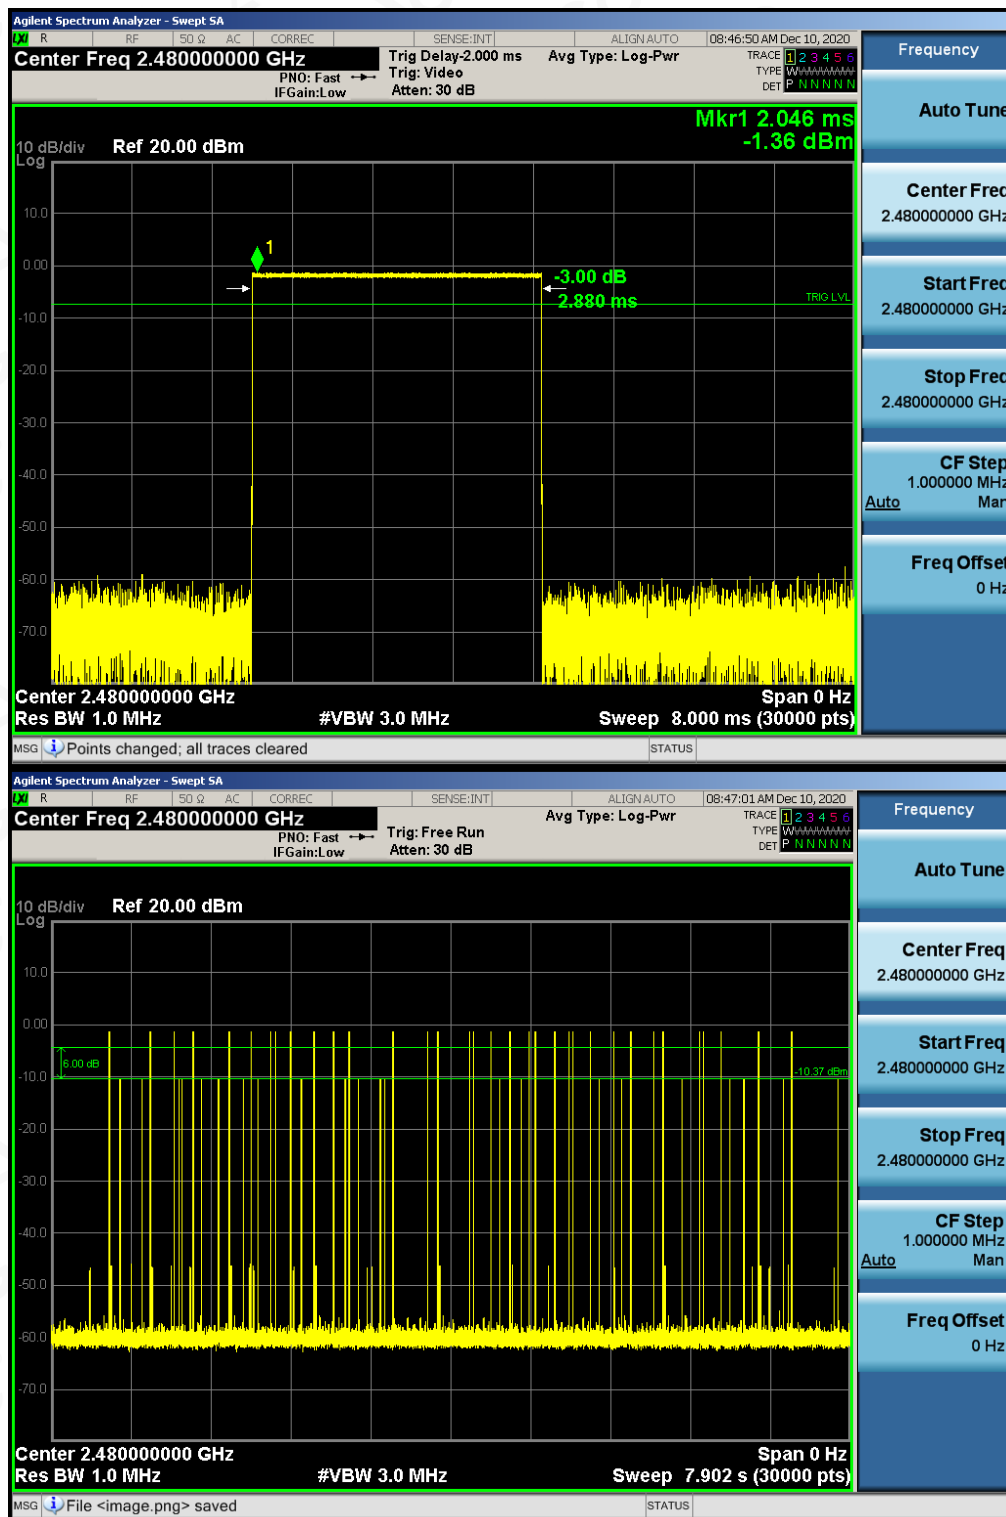 Agilent Spectrum Analyzer - Swept SA
LXI R RF 50 Ω AC CORREC SENSE:INT ALIGN AUTO 08:46:50 AM Dec 10, 2020
Center Freq 2.480000000 GHz
PNO: Fast
IFGain:Low
Trig Delay-2.000 ms
Trig: Video
Atten: 30 dB
Avg Type: Log-Pwr
TRACE 1 2 3 4 5 6
TYPE W
DET P N N N N N
Mkr1 2.046 ms
-1.36 dBm
10 dB/div Ref 20.00 dBm
Log
10.0
0.00
-10.0
-20.0
-30.0
-40.0
-50.0
-60.0
-70.0
1
-3.00 dB
2.880 ms
TRIG LVL
Center 2.480000000 GHz Span 0 Hz
Res BW 1.0 MHz #VBW 3.0 MHz Sweep 8.000 ms (30000 pts)
MSG Points changed; all traces cleared STATUS
Frequency
Auto Tune
Center Freq
2.480000000 GHz
Start Freq
2.480000000 GHz
Stop Freq
2.480000000 GHz
CF Step
1.000000 MHz
Auto Man
Freq Offset
0 Hz
Agilent Spectrum Analyzer - Swept SA
LXI R RF 50 Ω AC CORREC SENSE:INT ALIGN AUTO 08:47:01 AM Dec 10, 2020
Center Freq 2.480000000 GHz
PNO: Fast
IFGain:Low
Trig: Free Run
Atten: 30 dB
Avg Type: Log-Pwr
TRACE 1 2 3 4 5 6
TYPE W
DET P N N N N N
10 dB/div Ref 20.00 dBm
Log
10.0
0.00
-10.0
-20.0
-30.0
-40.0
-50.0
-60.0
-70.0
6.00 dB
-10.37 dBm
Center 2.480000000 GHz Span 0 Hz
Res BW 1.0 MHz #VBW 3.0 MHz Sweep 7.902 s (30000 pts)
MSG File <image.png> saved STATUS
Frequency
Auto Tune
Center Freq
2.480000000 GHz
Start Freq
2.480000000 GHz
Stop Freq
2.480000000 GHz
CF Step
1.000000 MHz
Auto Man
Freq Offset
0 Hz